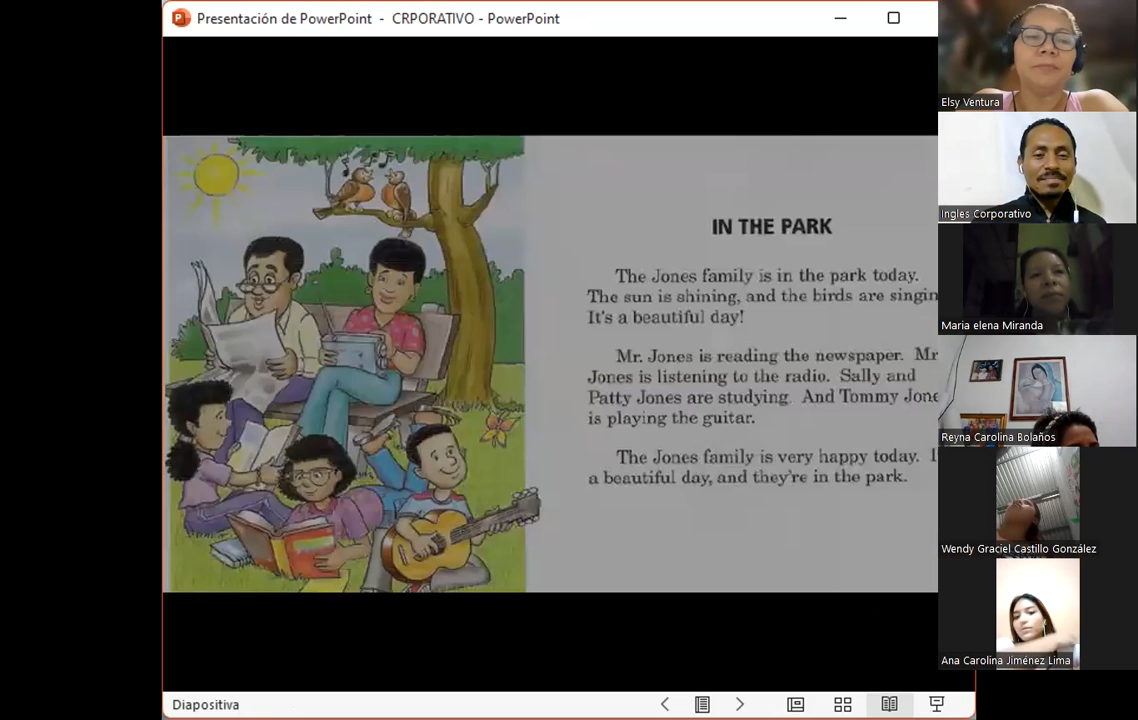 Presentación de PowerPoint - CRPORATIVO - PowerPoint
IN THE PARK
The Jones family is in the park today.
The sun is shining, and the birds are singin
It's a beautiful day!
Mr. Jones is reading the newspaper. Mr
Jones is listening to the radio. Sally and
Patty Jones are studying. And Tommy Jone
is playing the guitar.
The Jones family is very happy today. I
a beautiful day, and they're in the park.
Diapositiva
Elsy Ventura
Ingles Corporativo
Maria elena Miranda
Reyna Carolina Bolaños
Wendy Graciel Castillo González
Ana Carolina Jiménez Lima